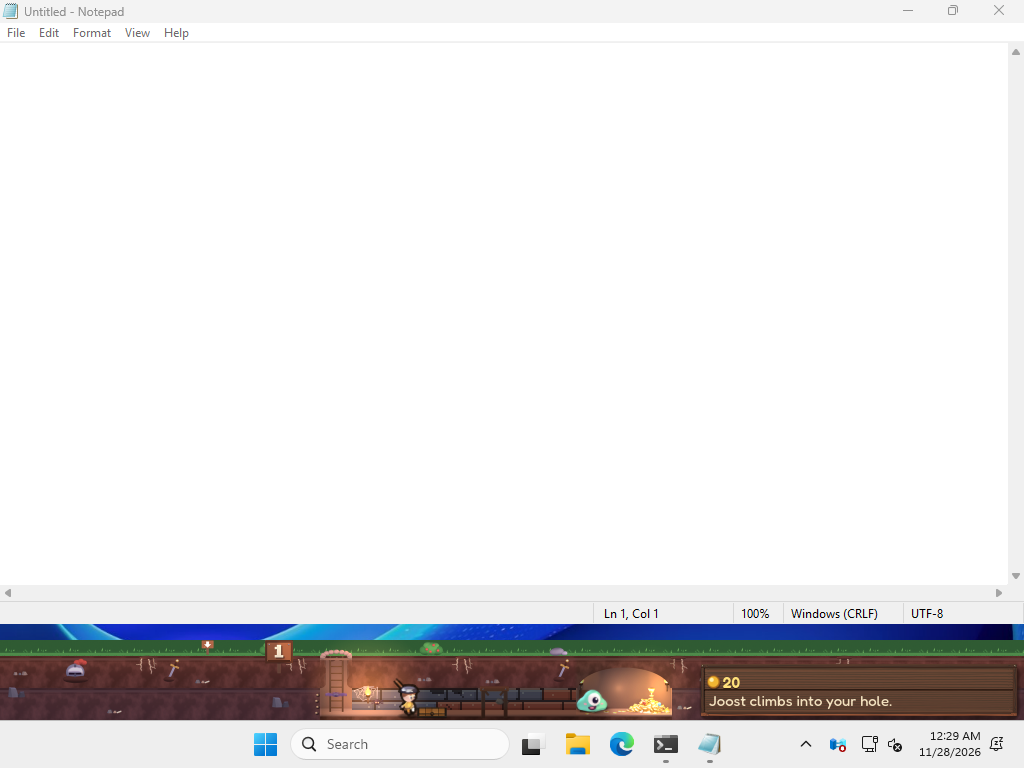 Untitled - Notepad
File Edit Format View Help
Ln 1, Col 1 100% Windows (CRLF) UTF-8
1
20
Joost climbs into your hole.
Search
12:29 AM
11/28/2026